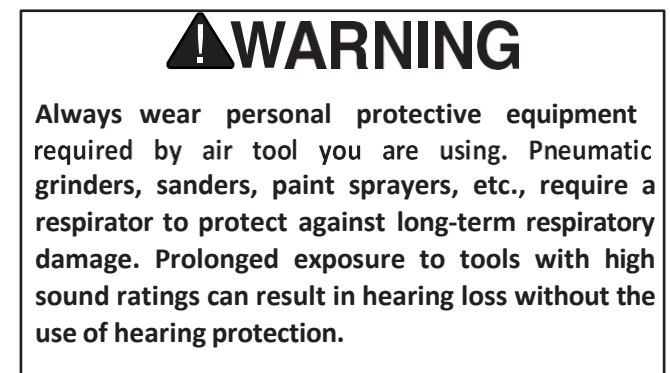 WARNING
Always wear personal protective equipment
required by air tool you are using. Pneumatic
grinders, sanders, paint sprayers, etc., require a
respirator to protect against long-term respiratory
damage. Prolonged exposure to tools with high
sound ratings can result in hearing loss without the
use of hearing protection.